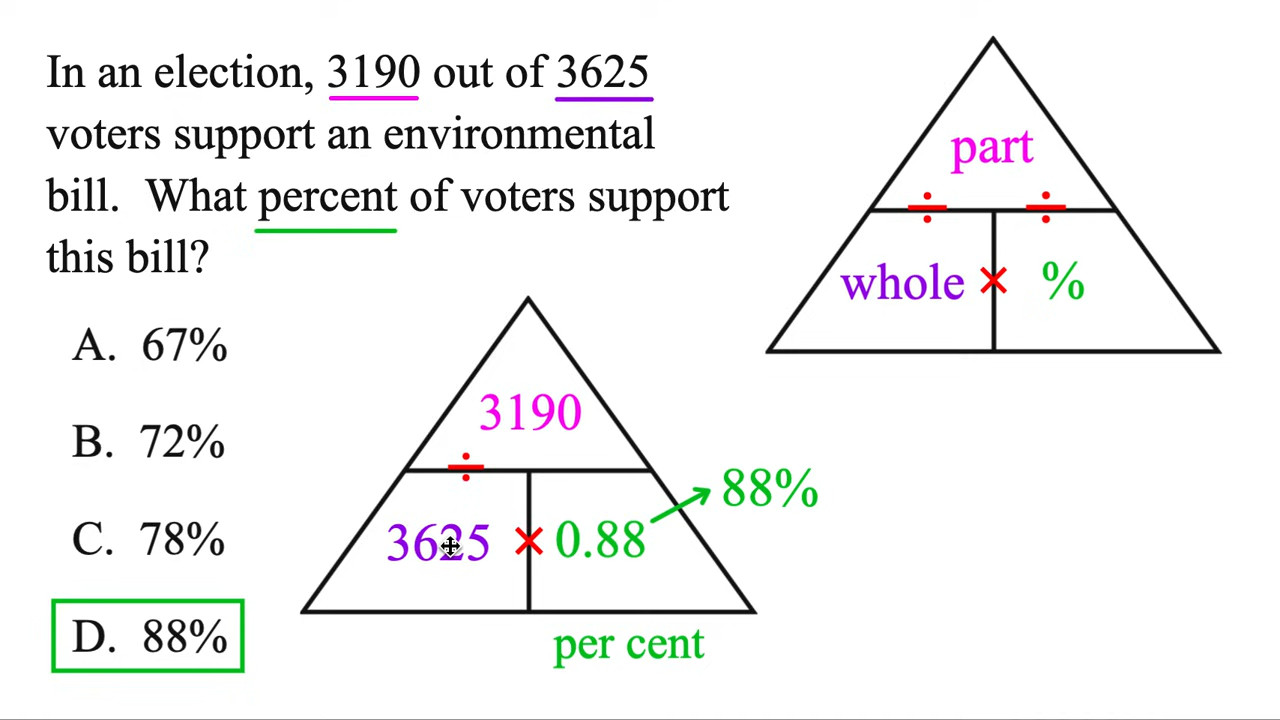 In an election, 3190 out of 3625
voters support an environmental
bill. What percent of voters support
this bill?
A. 67%
B. 72%
C. 78%
D. 88%
part
÷ ÷
whole × %
3190
÷
3625 × 0.88
88%
per cent